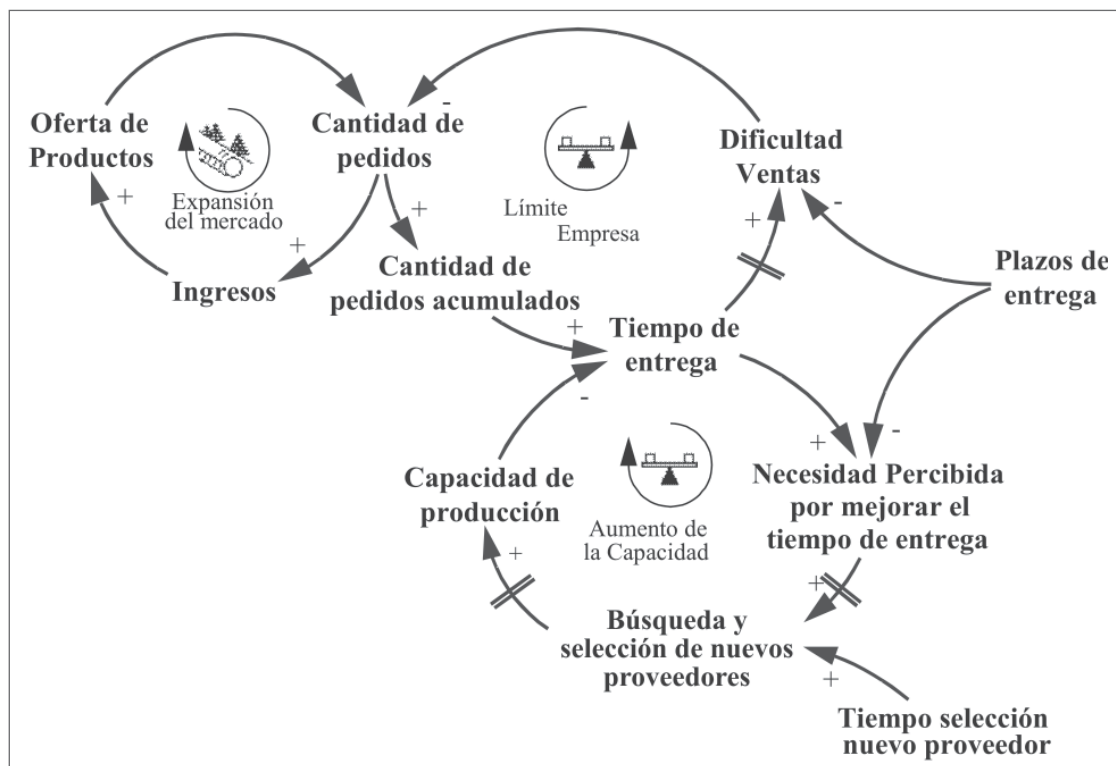 -
Oferta de
Productos
Cantidad de
pedidos
Dificultad
Ventas
+
Expansión
del mercado
+
+
Límite
Empresa
+
-
Ingresos
Cantidad de
pedidos acumulados
Plazos de
entrega
+
Tiempo de
entrega
-
+
-
Capacidad de
producción
Necesidad Percibida
por mejorar el
tiempo de entrega
Aumento de
la Capacidad
+
+
Búsqueda y
selección de nuevos
proveedores
+
Tiempo selección
nuevo proveedor